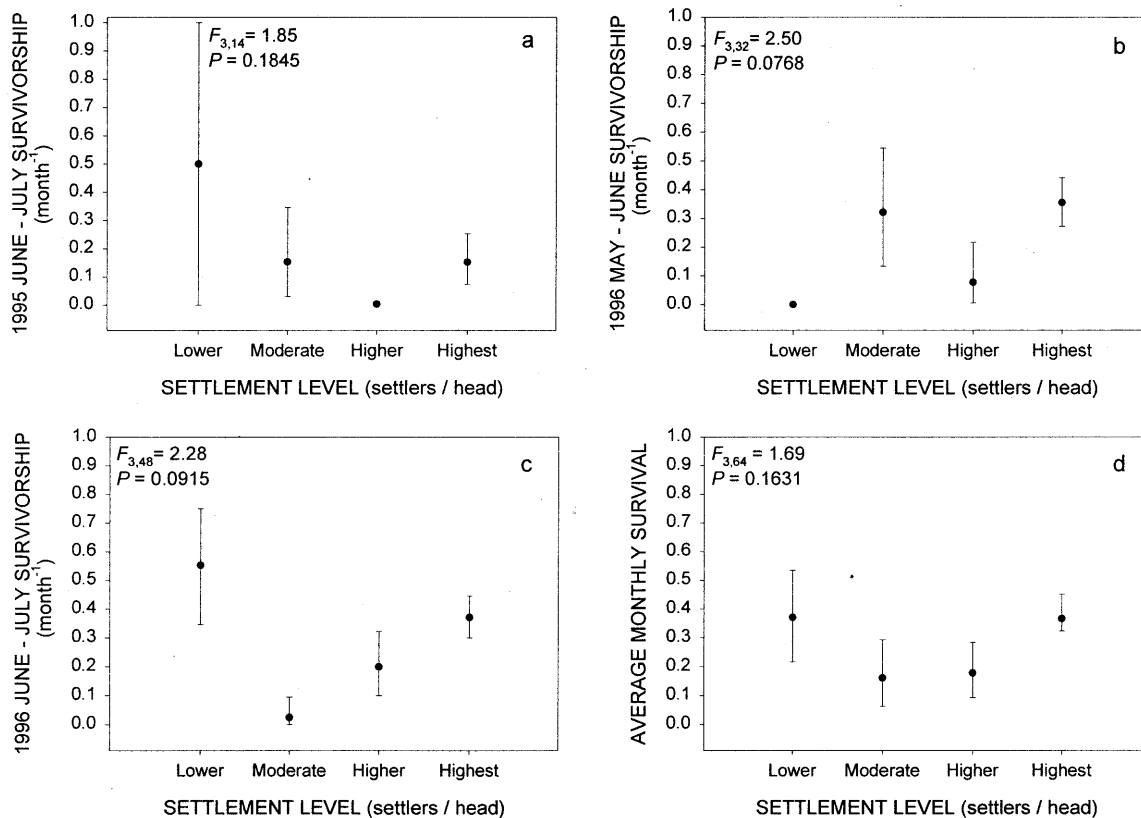 1995 JUNE - JULY SURVIVORSHIP
(month-1)
1.0
0.9
0.8
0.7
0.6
0.5
0.4
0.3
0.2
0.1
0.0
F3,14= 1.85
P = 0.1845
a
Lower Moderate Higher Highest
SETTLEMENT LEVEL (settlers / head)
1996 MAY - JUNE SURVIVORSHIP
(month-1)
1.0
0.9
0.8
0.7
0.6
0.5
0.4
0.3
0.2
0.1
0.0
F3,32= 2.50
P = 0.0768
b
Lower Moderate Higher Highest
SETTLEMENT LEVEL (settlers / head)
1996 JUNE - JULY SURVIVORSHIP
(month-1)
1.0
0.9
0.8
0.7
0.6
0.5
0.4
0.3
0.2
0.1
0.0
F3,48= 2.28
P = 0.0915
c
Lower Moderate Higher Highest
SETTLEMENT LEVEL (settlers / head)
AVERAGE MONTHLY SURVIVAL
1.0
0.9
0.8
0.7
0.6
0.5
0.4
0.3
0.2
0.1
0.0
F3,64= 1.69
P = 0.1631
d
Lower Moderate Higher Highest
SETTLEMENT LEVEL (settlers / head)